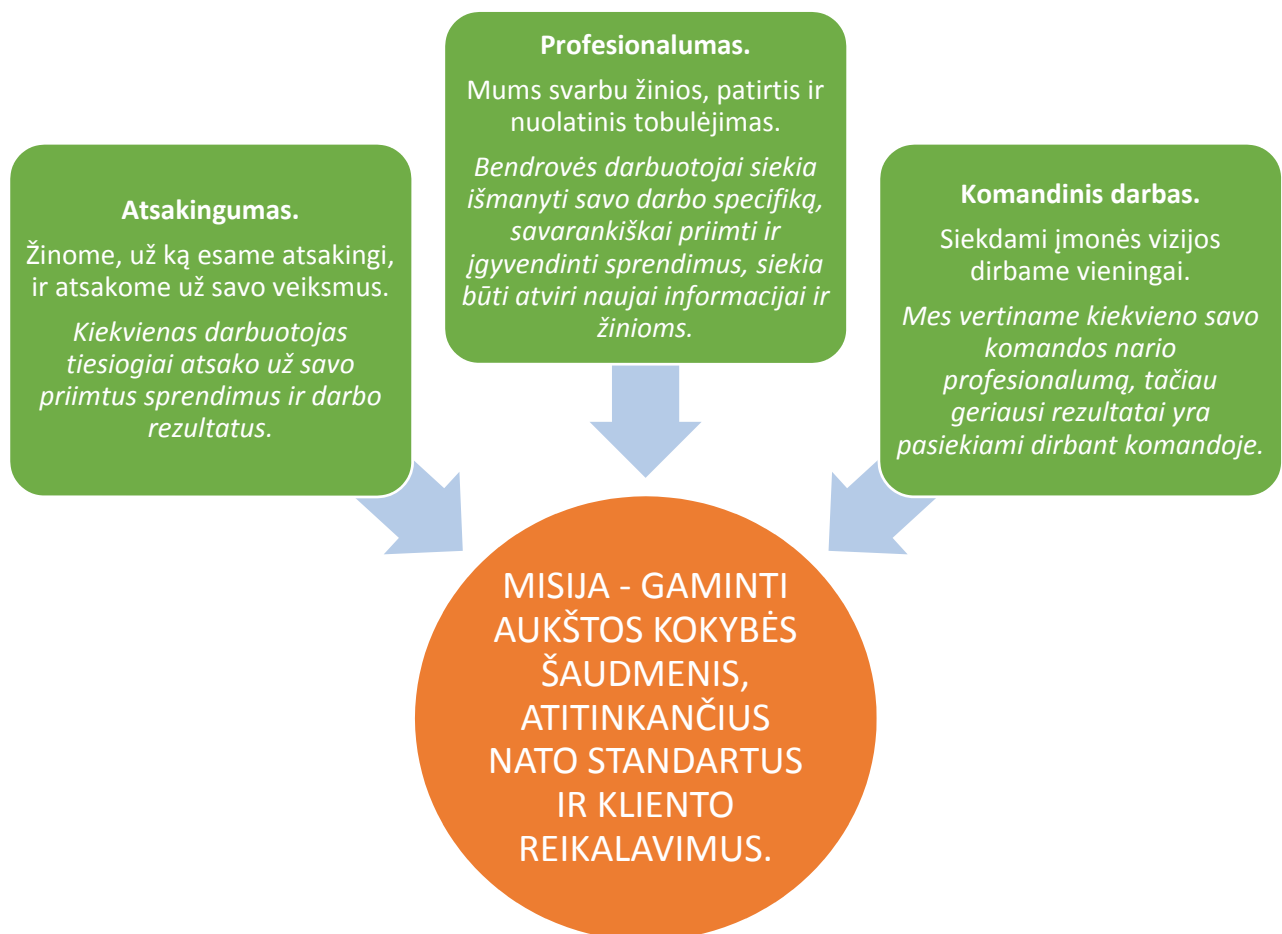 Atsakingumas.
Žinome, už ką esame atsakingi,
ir atsakome už savo veiksmus.
Kiekvienas darbuotojas
tiesiogiai atsako už savo
priimtus sprendimus ir darbo
rezultatus.
Profesionalumas.
Mums svarbu žinios, patirtis ir
nuolatinis tobulėjimas.
Bendrovės darbuotojai siekia
išmanyti savo darbo specifiką,
savarankiškai priimti ir
įgyvendinti sprendimus, siekia
būti atviri naujai informacijai ir
žinioms.
Komandinis darbas.
Siekdami įmonės vizijos
dirbame vieningai.
Mes vertiname kiekvieno savo
komandos nario
profesionalumą, tačiau
geriausi rezultatai yra
pasiekiami dirbant komandoje.
MISIJA - GAMINTI
AUKŠTOS KOKYBĖS
ŠAUDMENIS,
ATITINKANČIUS
NATO STANDARTUS
IR KLIENTO
REIKALAVIMUS.